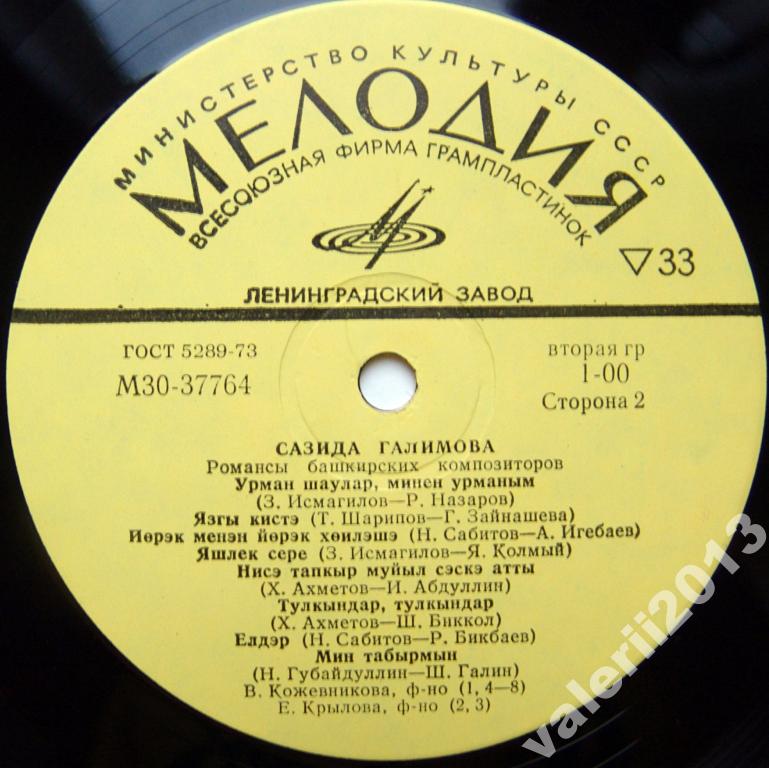 МИНИСТЕРСТВО КУЛЬТУРЫ СССР
МЕЛОДИЯ
ВСЕСОЮЗНАЯ ФИРМА ГРАМПЛАСТИНОК
▽33
ЛЕНИНГРАДСКИЙ ЗАВОД
ГОСТ 5289-73
М30-37764
вторая гр
1-00
Сторона 2
САЗИДА ГАЛИМОВА
Романсы башкирских композиторов
Урман шаулар, минен урманым
(З. Исмагилов—Р. Назаров)
Язгы кистэ (Т. Шарипов—Г. Зайнашева)
Йөрэк менэн йөрэк хөилэшэ (Н. Сабитов—А. Игебаев)
Яшлек сере (З. Исмагилов—Я. Колмый)
Нисэ тапкыр муйыл сэскэ атты
(Х. Ахметов—И. Абдуллин)
Тулкындар, тулкындар
(Х. Ахметов—Ш. Биккол)
Елдэр (Н. Сабитов—Р. Бикбаев)
Мин табырмын
(Н. Губайдуллин—Ш. Галин)
В. Кожевникова, ф-но (1, 4—8)
Е. Крылова, ф-но (2, 3)
valerii2013